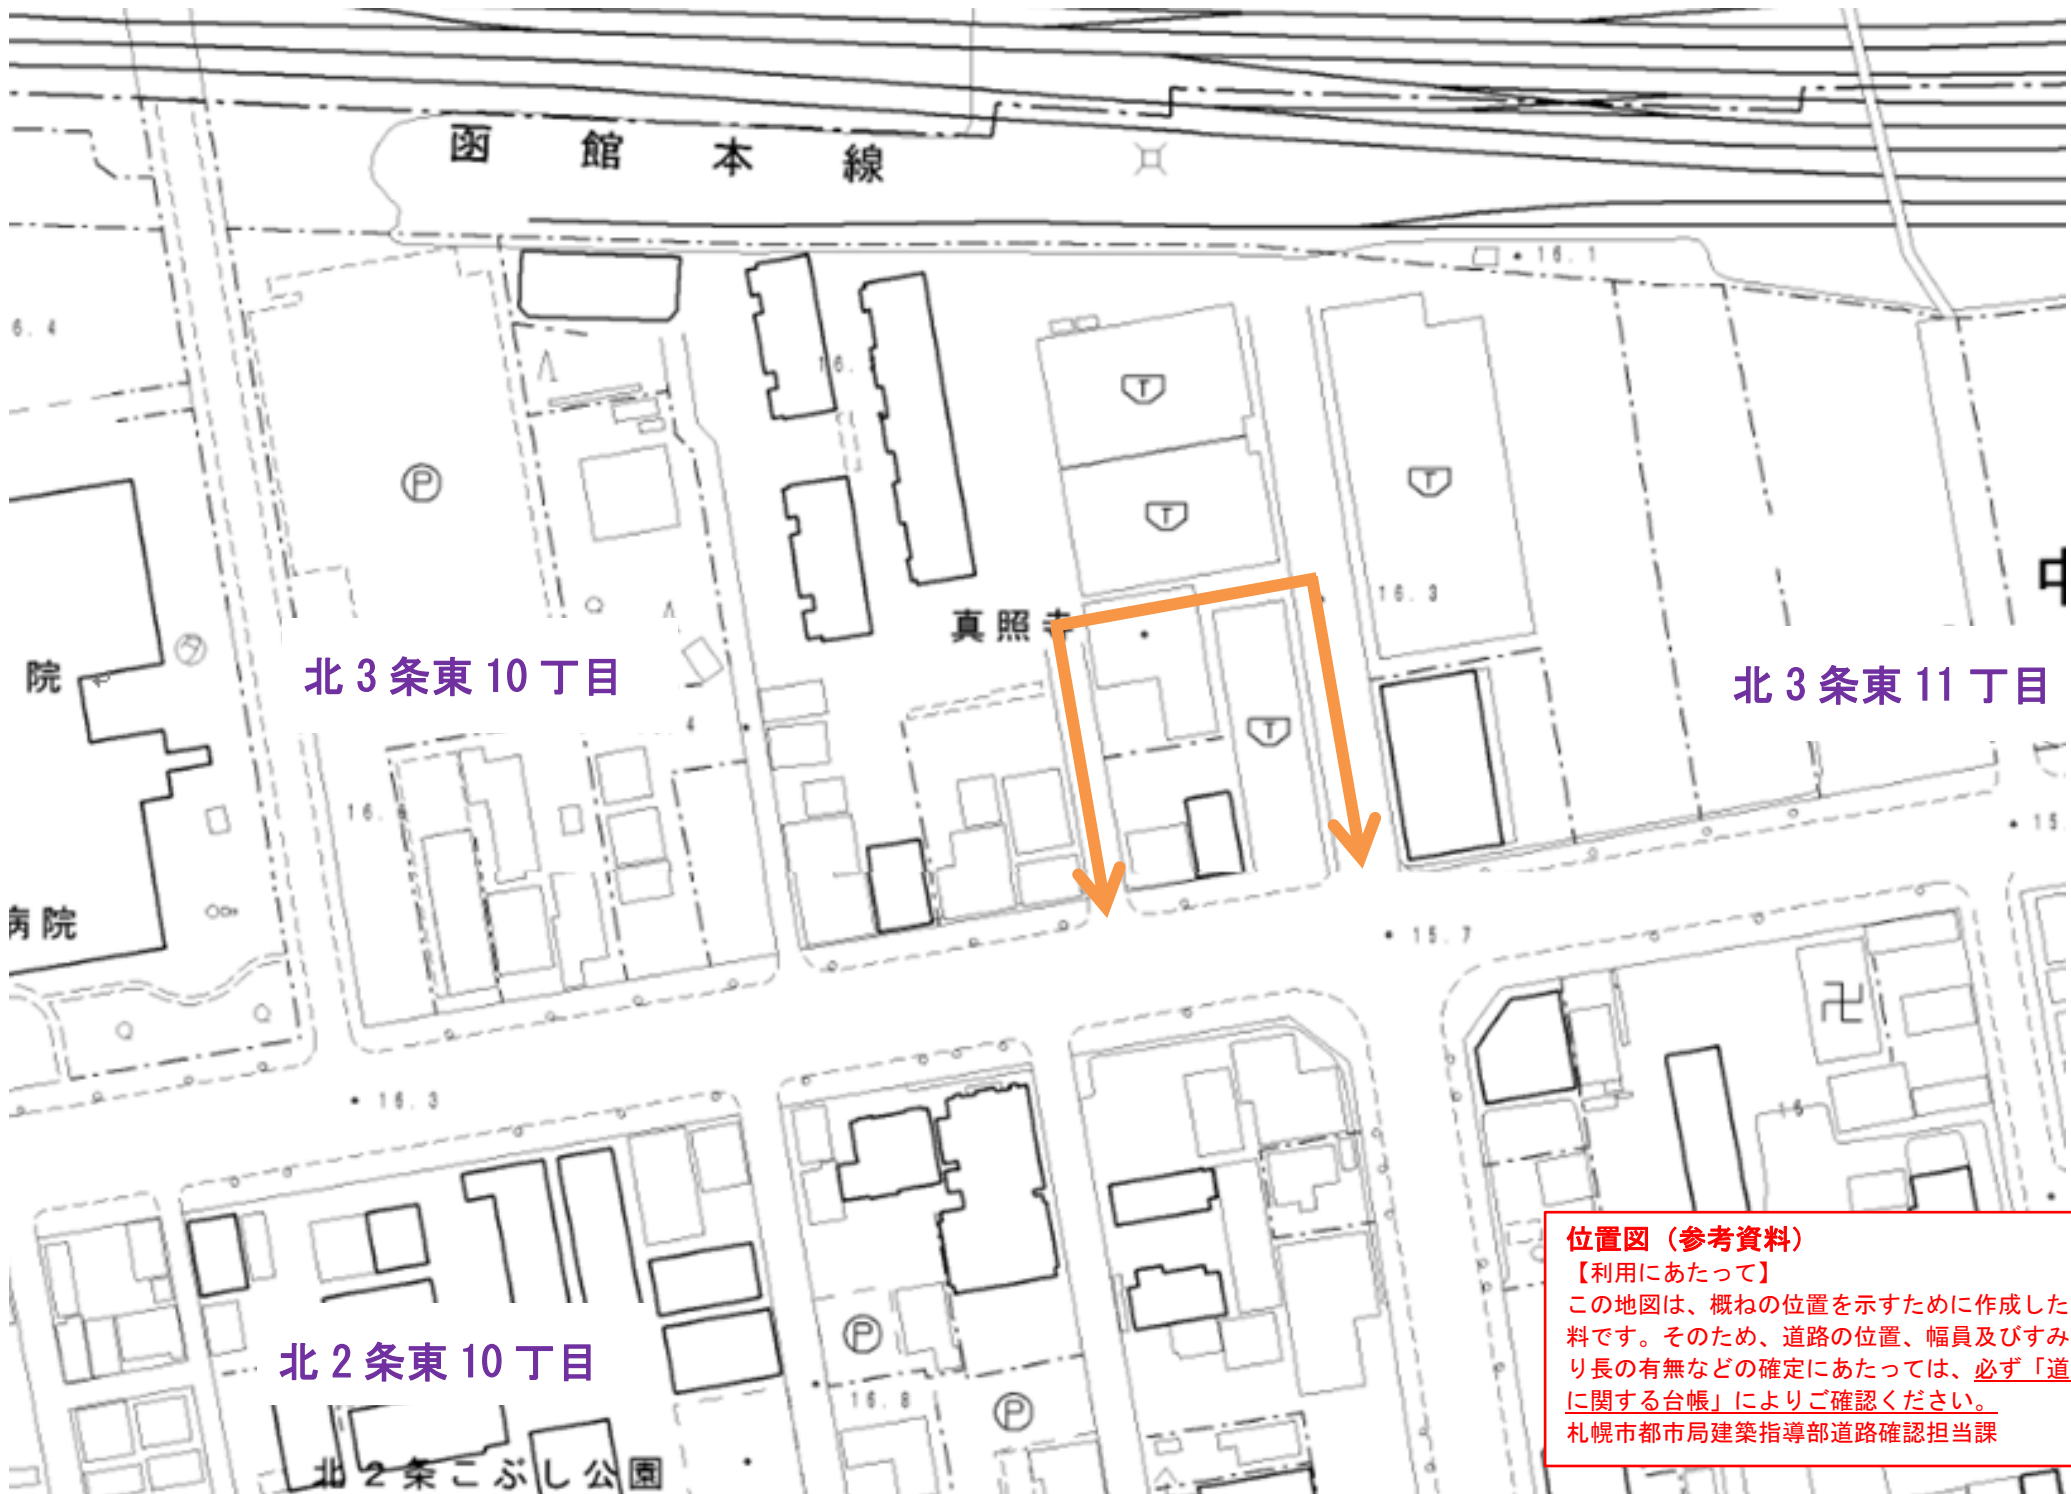 函館本線
16.1
6.4
16.
P
T
T
T
16.3
真照寺
中
院
北3条東10丁目
北3条東11丁目
4
T
16.6
15
病院
15.7
16.3
16
位置図（参考資料）
【利用にあたって】
この地図は、概ねの位置を示すために作成した
料です。そのため、道路の位置、幅員及びすみ
り長の有無などの確定にあたっては、必ず「道
に関する台帳」によりご確認ください。
札幌市都市局建築指導部道路確認担当課
P
北2条東10丁目
16.8
P
北2条こぶし公園